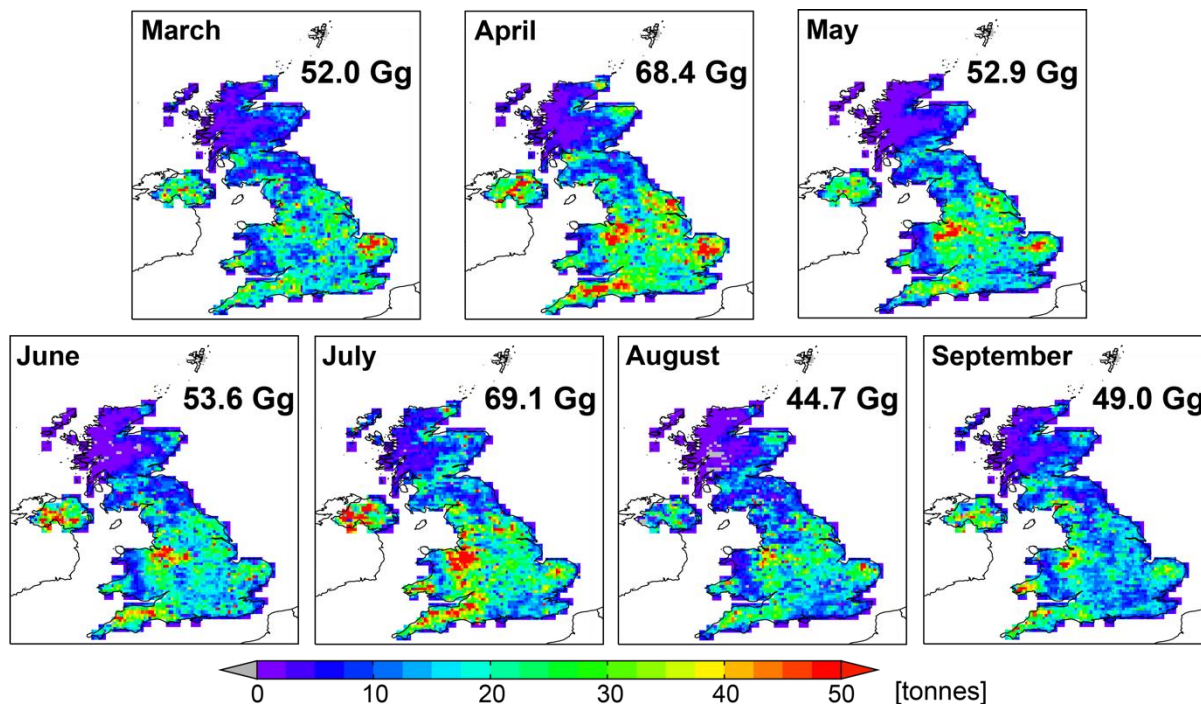 March
52.0 Gg
April
68.4 Gg
May
52.9 Gg
June
53.6 Gg
July
69.1 Gg
August
44.7 Gg
September
49.0 Gg
0 10 20 30 40 50 [tonnes]